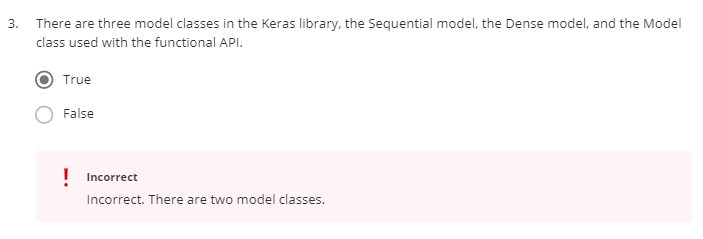 3. There are three model classes in the Keras library, the Sequential model, the Dense model, and the Model
class used with the functional API.
True
False
! Incorrect
Incorrect. There are two model classes.